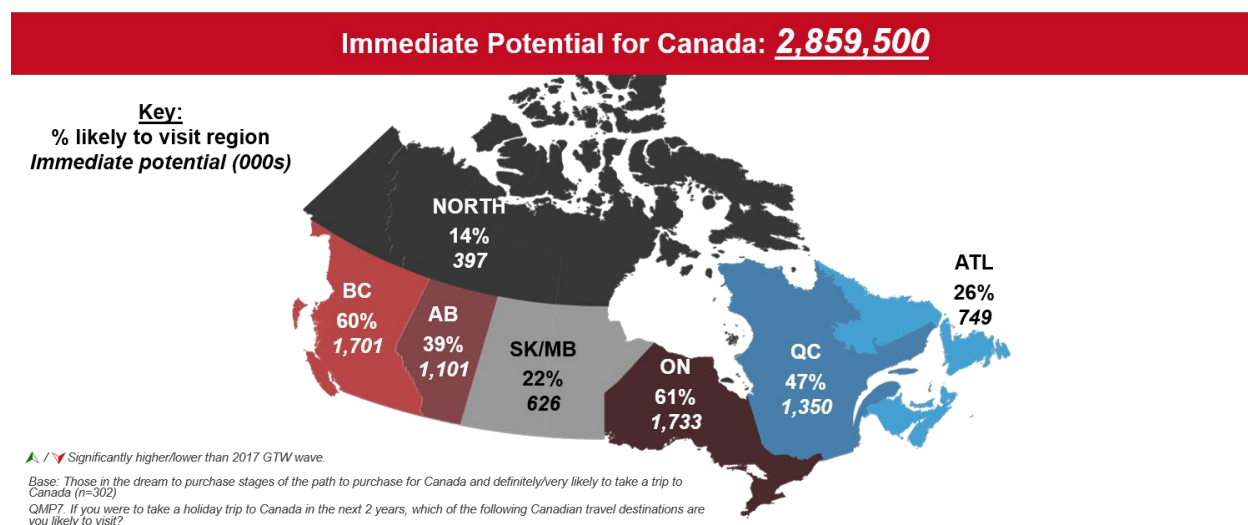 Immediate Potential for Canada: 2,859,500
Key:
% likely to visit region
Immediate potential (000s)
NORTH
14%
397
BC
60%
1,701
AB
39%
1,101
SK/MB
22%
626
ON
61%
1,733
QC
47%
1,350
ATL
26%
749
/ Significantly higher/lower than 2017 GTW wave.
Base: Those in the dream to purchase stages of the path to purchase for Canada and definitely/very likely to take a trip to
Canada (n=302)
QMP7. If you were to take a holiday trip to Canada in the next 2 years, which of the following Canadian travel destinations are
you likely to visit?